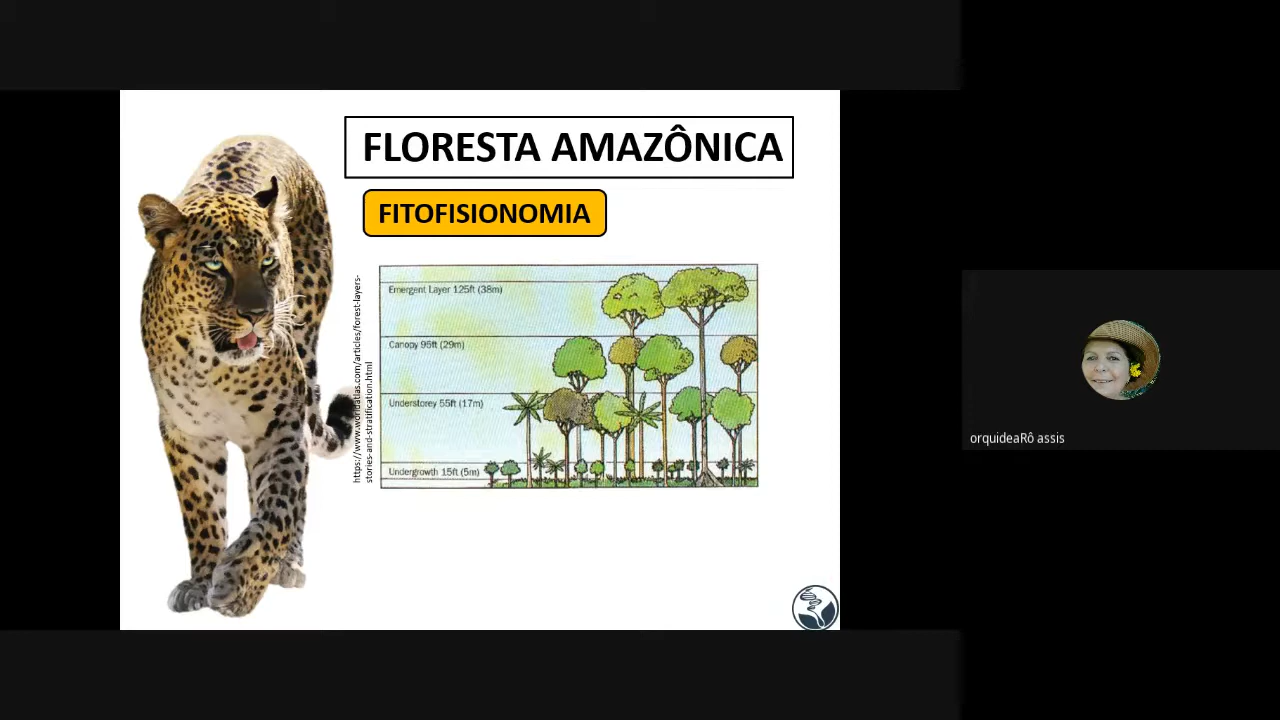 FLORESTA AMAZÔNICA
FITOFISIONOMIA
https://www.worldatlas.com/articles/forest-layers-
stories-and-stratification.html
Emergent Layer 125ft (38m)
Canopy 95ft (29m)
Understorey 55ft (17m)
Undergrowth 15ft (5m)
orquideaRô assis